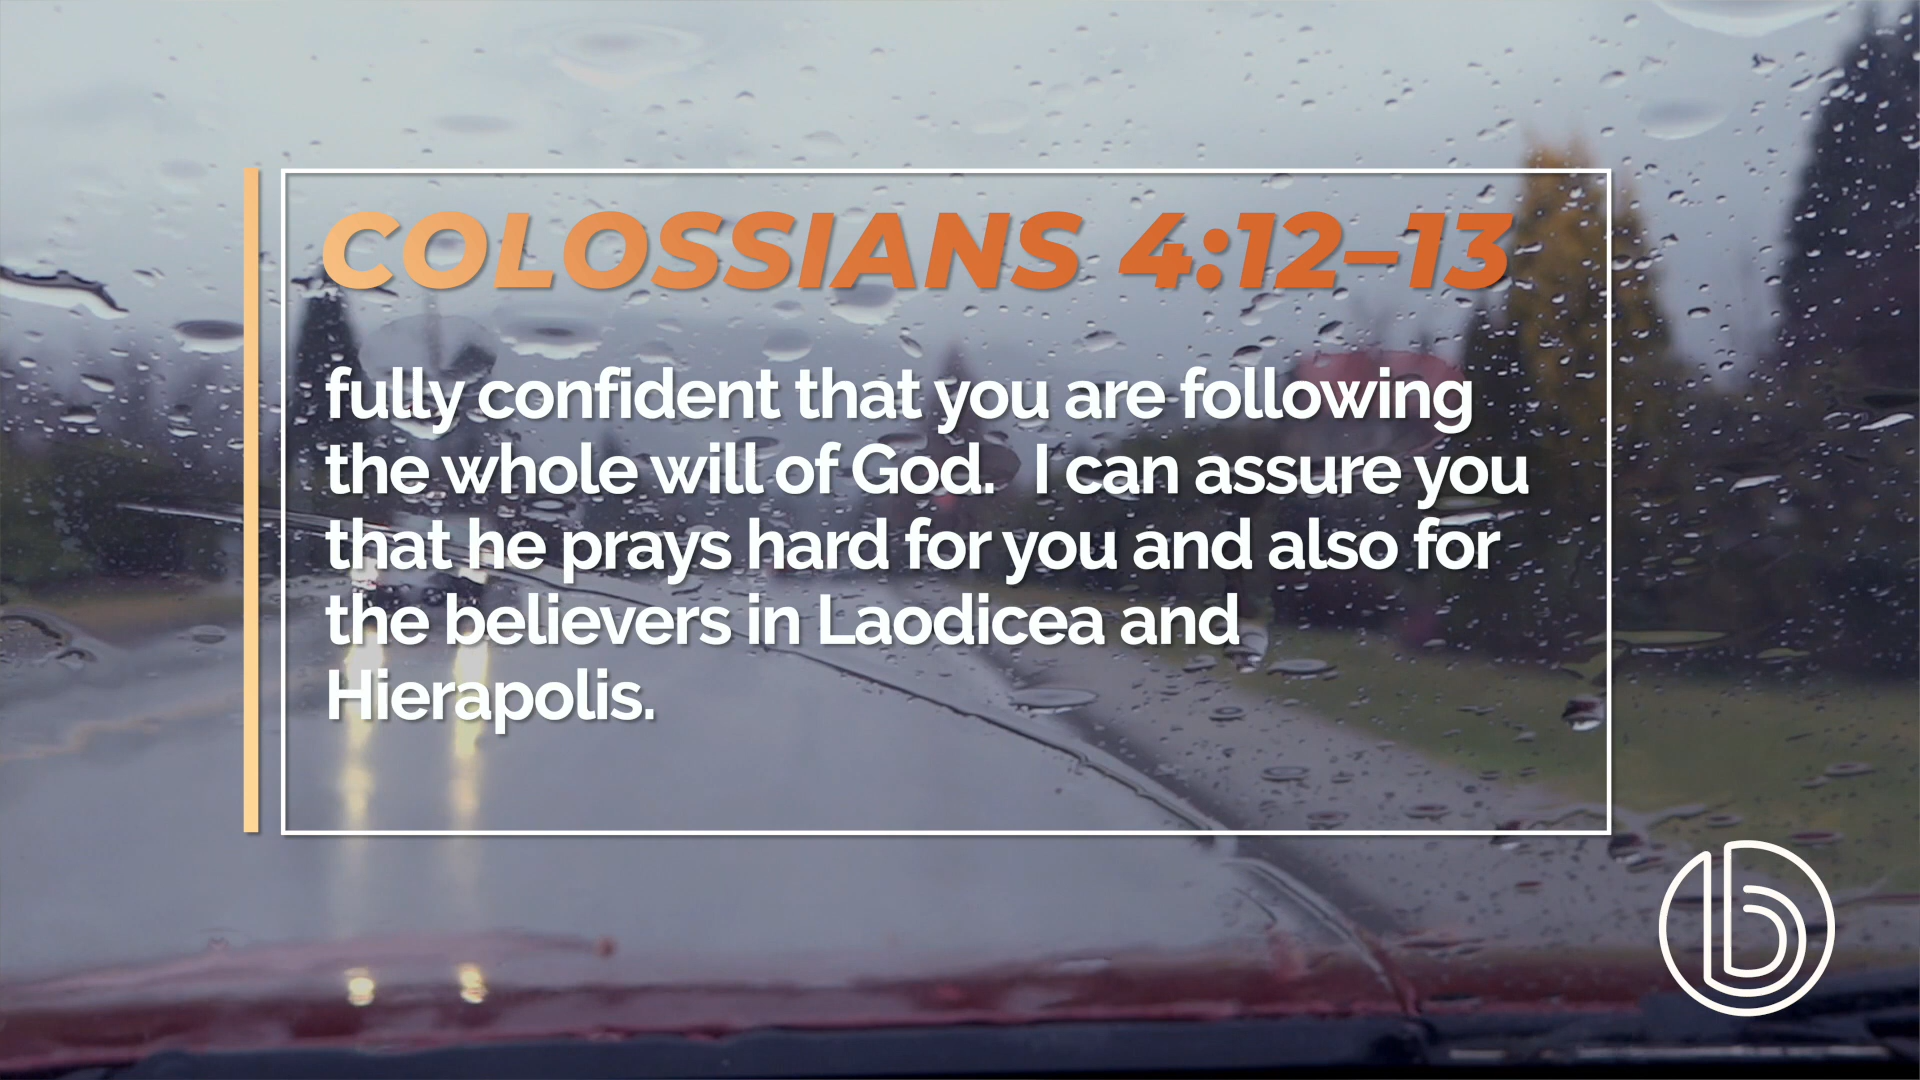 COLOSSIANS 4:12–13
fully confident that you are following
the whole will of God.  I can assure you
that he prays hard for you and also for
the believers in Laodicea and
Hierapolis.